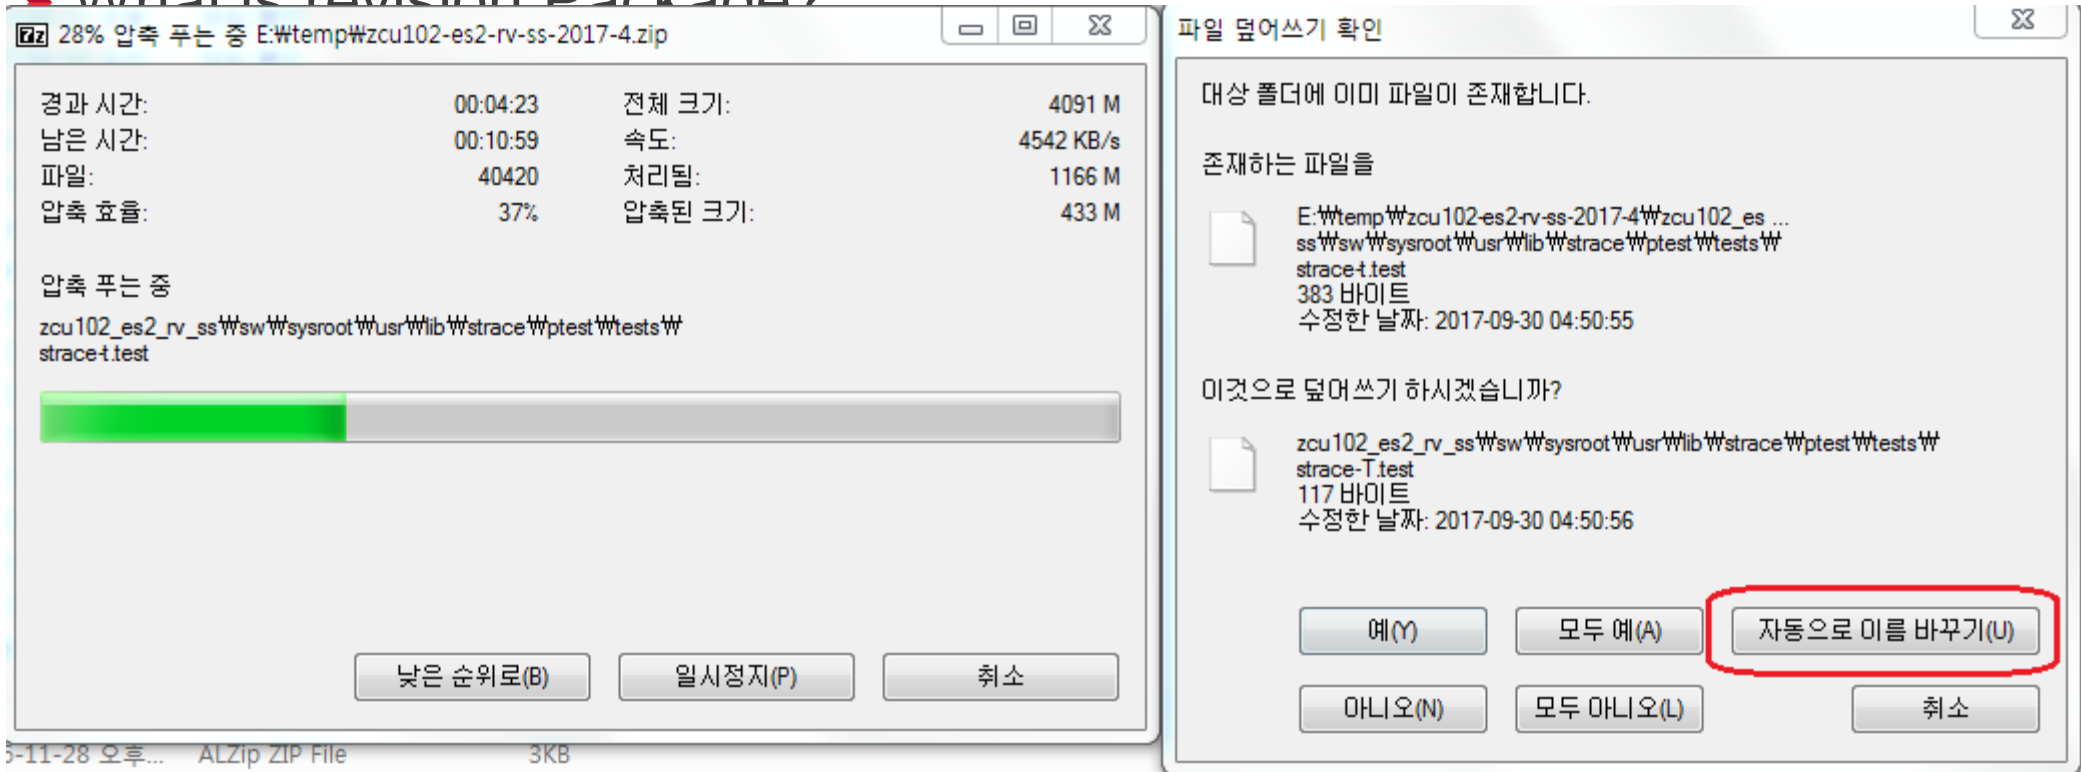 What is revision Package?
28% 압축 푸는 중 E:₩temp₩zcu102-es2-rv-ss-2017-4.zip
경과 시간: 00:04:23 전체 크기: 4091 M
남은 시간: 00:10:59 속도: 4542 KB/s
파일: 40420 처리됨: 1166 M
압축 효율: 37% 압축된 크기: 433 M
압축 푸는 중
zcu102_es2_rv_ss₩sw₩sysroot₩usr₩lib₩strace₩ptest₩tests₩
strace-t.test
낮은 순위로(B) 일시정지(P) 취소
5-11-28 오후... ALZip ZIP File 3KB
파일 덮어쓰기 확인
대상 폴더에 이미 파일이 존재합니다.
존재하는 파일을
E:₩temp₩zcu102-es2-rv-ss-2017-4₩zcu102_es ...
ss₩sw₩sysroot₩usr₩lib₩strace₩ptest₩tests₩
strace-t.test
383 바이트
수정한 날짜: 2017-09-30 04:50:55
이것으로 덮어쓰기 하시겠습니까?
zcu102_es2_rv_ss₩sw₩sysroot₩usr₩lib₩strace₩ptest₩tests₩
strace-T.test
117 바이트
수정한 날짜: 2017-09-30 04:50:56
예(Y) 모두 예(A) 자동으로 이름 바꾸기(U)
아니오(N) 모두 아니오(L) 취소